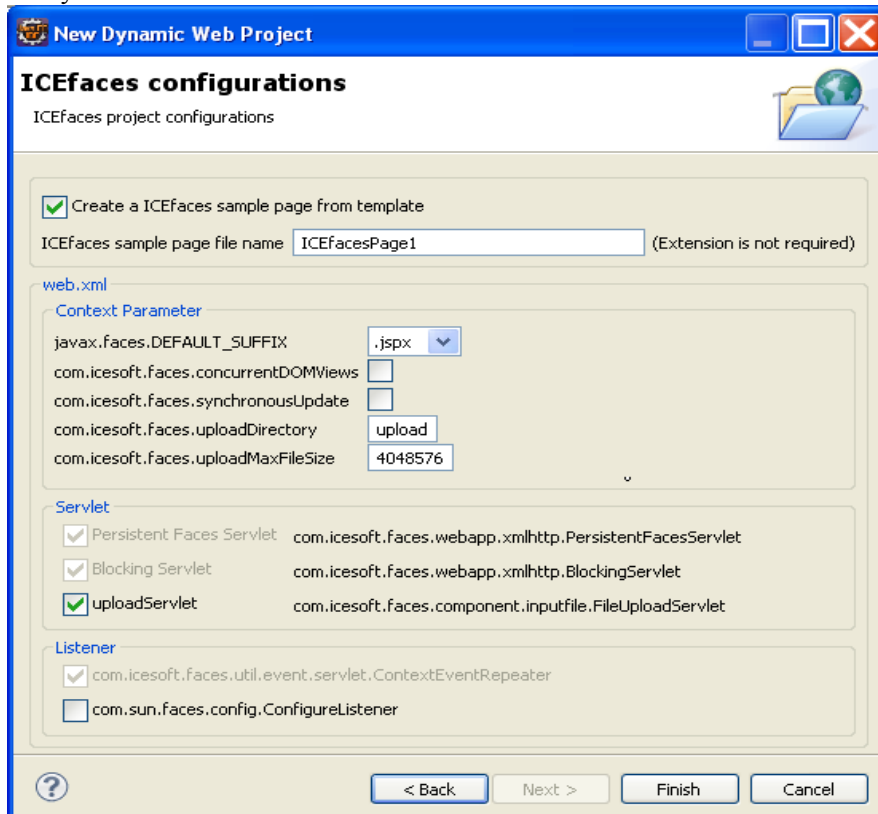 New Dynamic Web Project
ICEfaces configurations
ICEfaces project configurations
Create a ICEfaces sample page from template
ICEfaces sample page file name ICEfacesPage1 (Extension is not required)
web.xml
Context Parameter
javax.faces.DEFAULT_SUFFIX .jspx
com.icesoft.faces.concurrentDOMViews
com.icesoft.faces.synchronousUpdate
com.icesoft.faces.uploadDirectory upload
com.icesoft.faces.uploadMaxFileSize 4048576
Servlet
Persistent Faces Servlet com.icesoft.faces.webapp.xmlhttp.PersistentFacesServlet
Blocking Servlet com.icesoft.faces.webapp.xmlhttp.BlockingServlet
uploadServlet com.icesoft.faces.component.inputfile.FileUploadServlet
Listener
com.icesoft.faces.util.event.servlet.ContextEventRepeater
com.sun.faces.config.ConfigureListener
? < Back Next > Finish Cancel